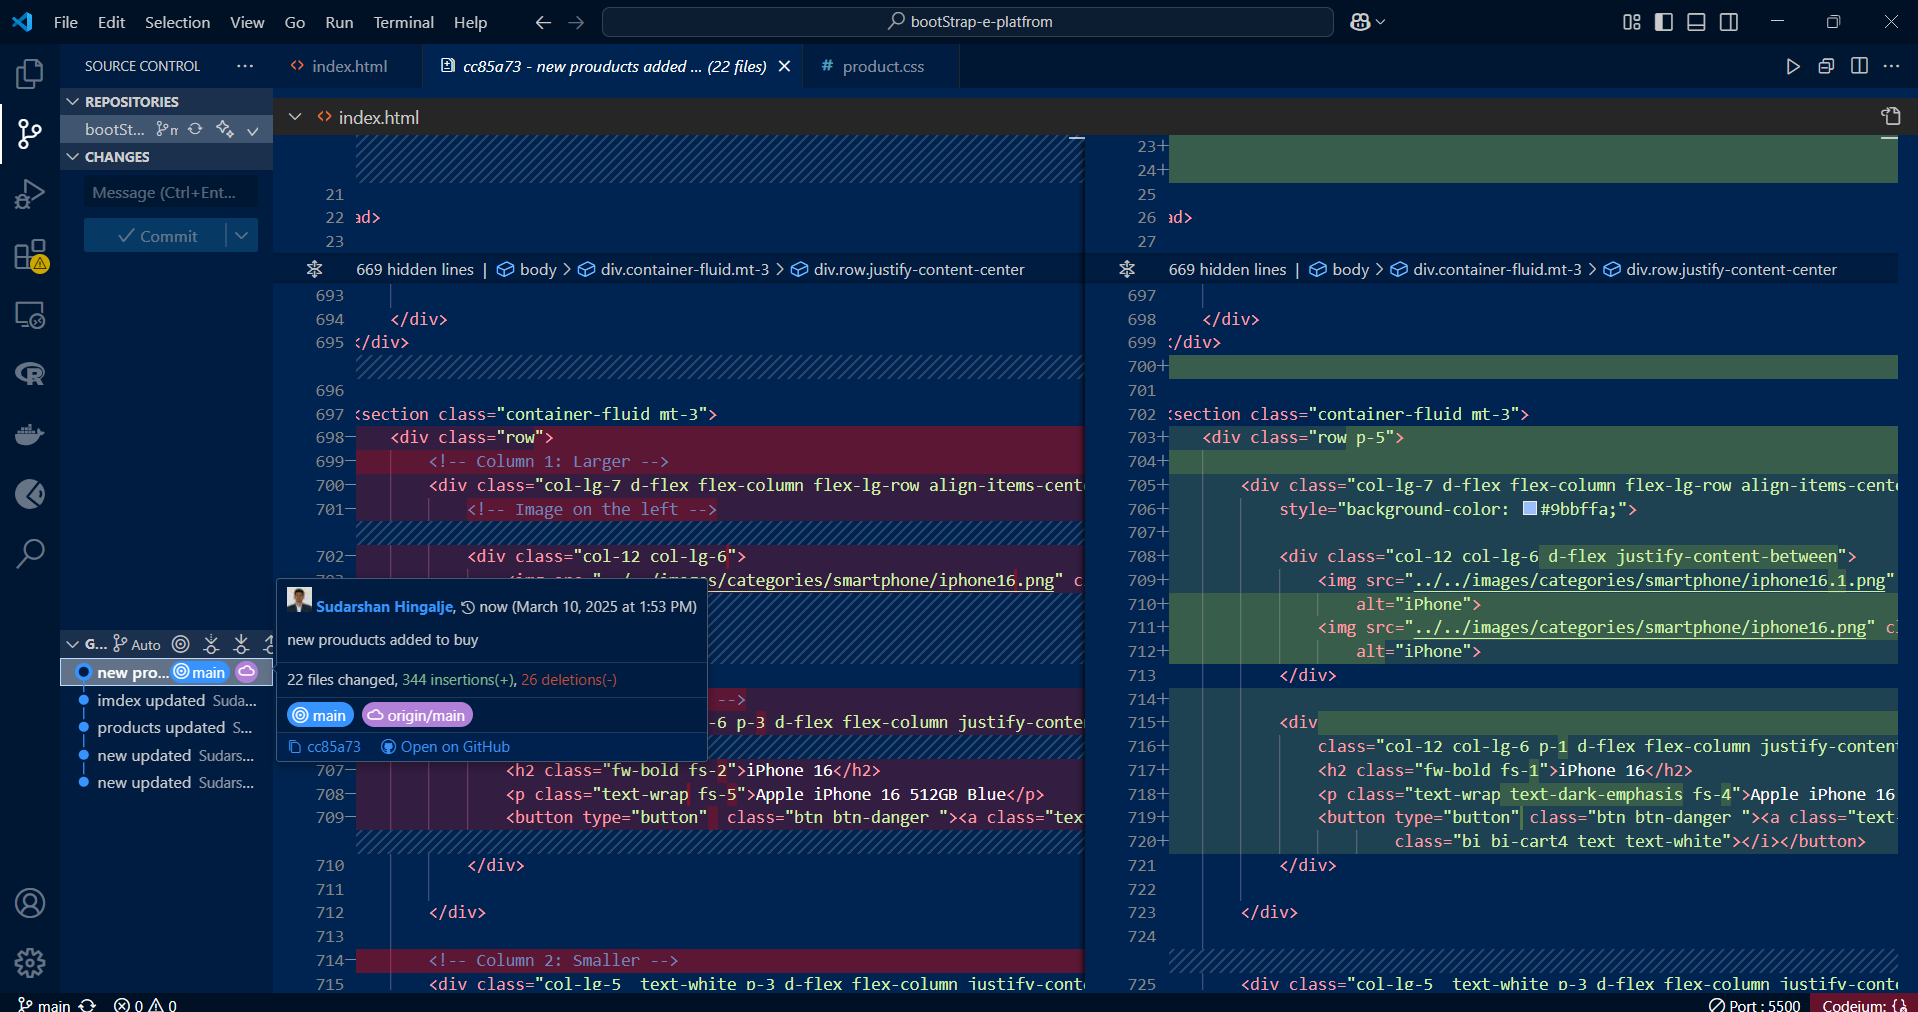 File Edit Selection View Go Run Terminal Help
bootStrap-e-platfrom
SOURCE CONTROL
index.html
cc85a73 - new prouducts added ... (22 files)
# product.css
REPOSITORIES
bootSt...
CHANGES
Message (Ctrl+Ent...
Commit
index.html
21
22 ad>
23
669 hidden lines | body > div.container-fluid.mt-3 > div.row.justify-content-center
693
694 </div>
695 </div>
696
697 <section class="container-fluid mt-3">
698− <div class="row">
699− <!-- Column 1: Larger -->
700− <div class="col-lg-7 d-flex flex-column flex-lg-row align-items-cent
701− <!-- Image on the left -->
702− <div class="col-12 col-lg-6">
s/categories/smartphone/iphone16.png" c
-->
-6 p-3 d-flex flex-column justify-conte
707− <h2 class="fw-bold fs-2">iPhone 16</h2>
708− <p class="text-wrap fs-5">Apple iPhone 16 512GB Blue</p>
709− <button type="button" class="btn btn-danger "><a class="tex
710 </div>
711
712 </div>
713
714− <!-- Column 2: Smaller -->
715 <div class="col-lg-5 text-white p-3 d-flex flex-column justify-cont
23+
24+
25
26 ad>
27
669 hidden lines | body > div.container-fluid.mt-3 > div.row.justify-content-center
697
698 </div>
699 </div>
700+
701
702 <section class="container-fluid mt-3">
703+ <div class="row p-5">
704+
705+ <div class="col-lg-7 d-flex flex-column flex-lg-row align-items-cente
706+ style="background-color: #9bbffa;">
707+
708+ <div class="col-12 col-lg-6 d-flex justify-content-between">
709+ <img src="../../images/categories/smartphone/iphone16.1.png"
710+ alt="iPhone">
711+ <img src="../../images/categories/smartphone/iphone16.png" cl
712+ alt="iPhone">
713 </div>
714+
715+ <div
716+ class="col-12 col-lg-6 p-1 d-flex flex-column justify-content
717+ <h2 class="fw-bold fs-1">iPhone 16</h2>
718+ <p class="text-wrap text-dark-emphasis fs-4">Apple iPhone 16
719+ <button type="button" class="btn btn-danger "><a class="text-
720+ class="bi bi-cart4 text text-white"></i></button>
721 </div>
722
723 </div>
724
725 <div class="col-lg-5 text-white p-3 d-flex flex-column justify-conte
Sudarshan Hingalje, now (March 10, 2025 at 1:53 PM)
new prouducts added to buy
22 files changed, 344 insertions(+), 26 deletions(-)
main origin/main
cc85a73 Open on GitHub
G... Auto
new pro... main
imdex updated Suda...
products updated S...
new updated Sudars...
new updated Sudars...
main 0 0
Port : 5500 Codeium: {}